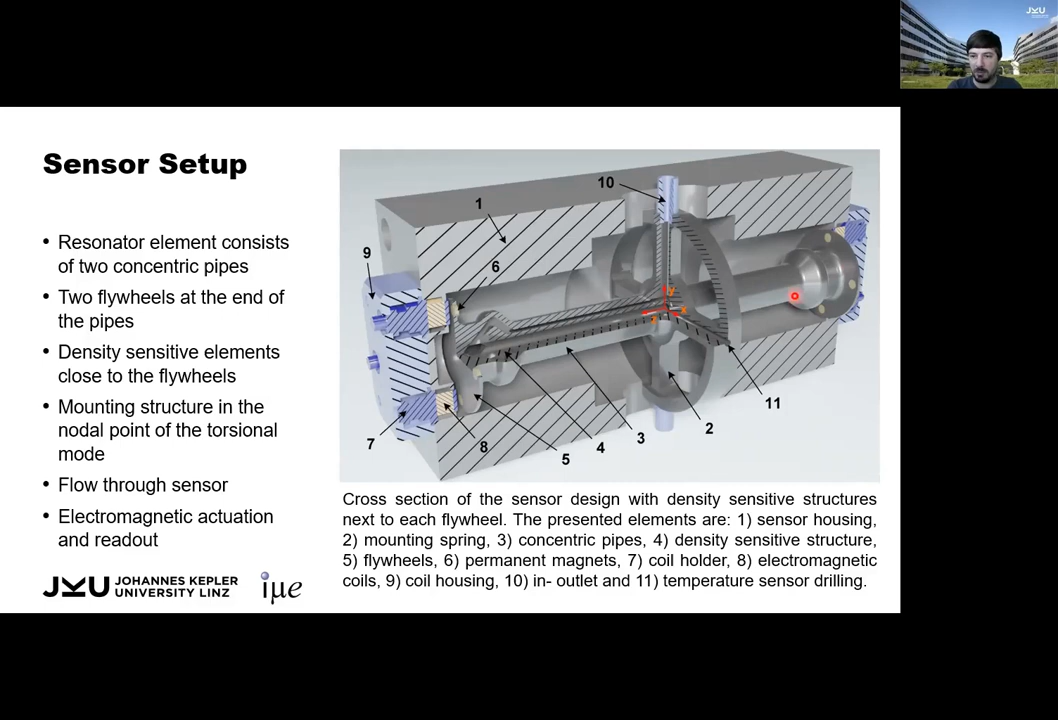 JKU
Sensor Setup
• Resonator element consists
of two concentric pipes
• Two flywheels at the end of
the pipes
• Density sensitive elements
close to the flywheels
• Mounting structure in the
nodal point of the torsional
mode
• Flow through sensor
• Electromagnetic actuation
and readout
JKU JOHANNES KEPLER
UNIVERSITY LINZ
iµe
10
1
9
6
11
2
3
4
5
8
7
Cross section of the sensor design with density sensitive structures
next to each flywheel. The presented elements are: 1) sensor housing,
2) mounting spring, 3) concentric pipes, 4) density sensitive structure,
5) flywheels, 6) permanent magnets, 7) coil holder, 8) electromagnetic
coils, 9) coil housing, 10) in- outlet and 11) temperature sensor drilling.